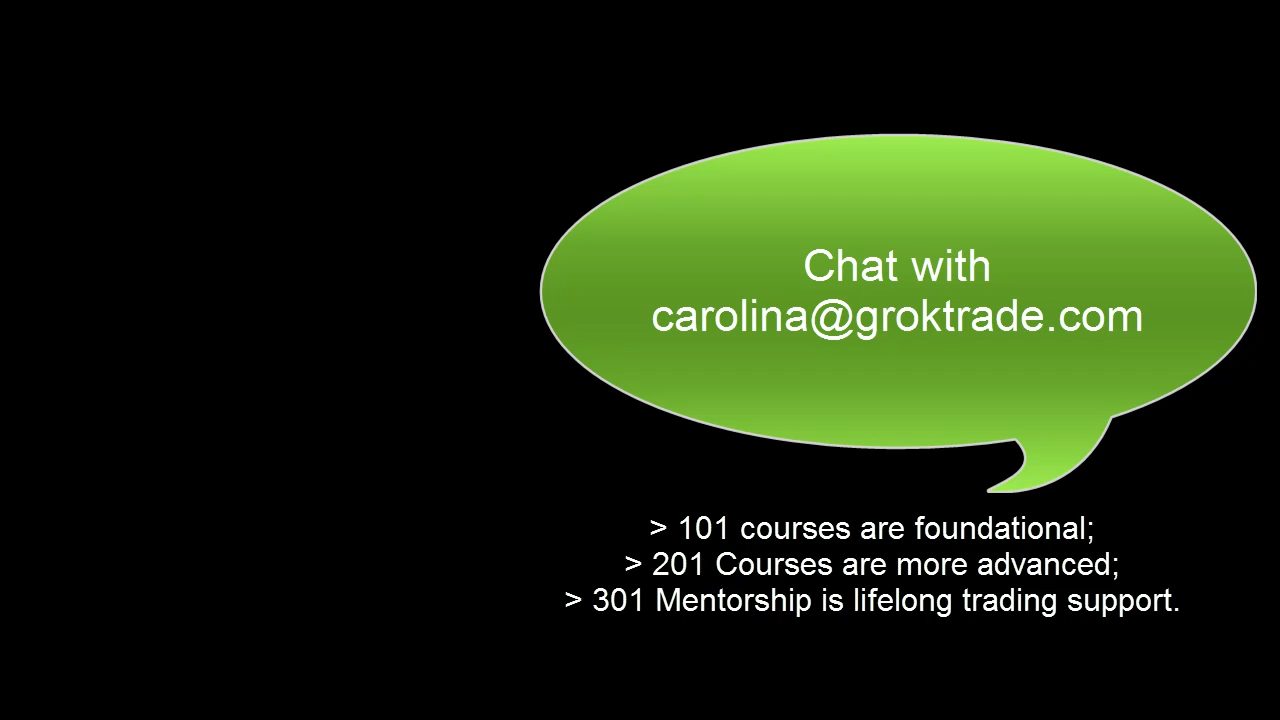 Chat with
carolina@groktrade.com
> 101 courses are foundational;
> 201 Courses are more advanced;
> 301 Mentorship is lifelong trading support.